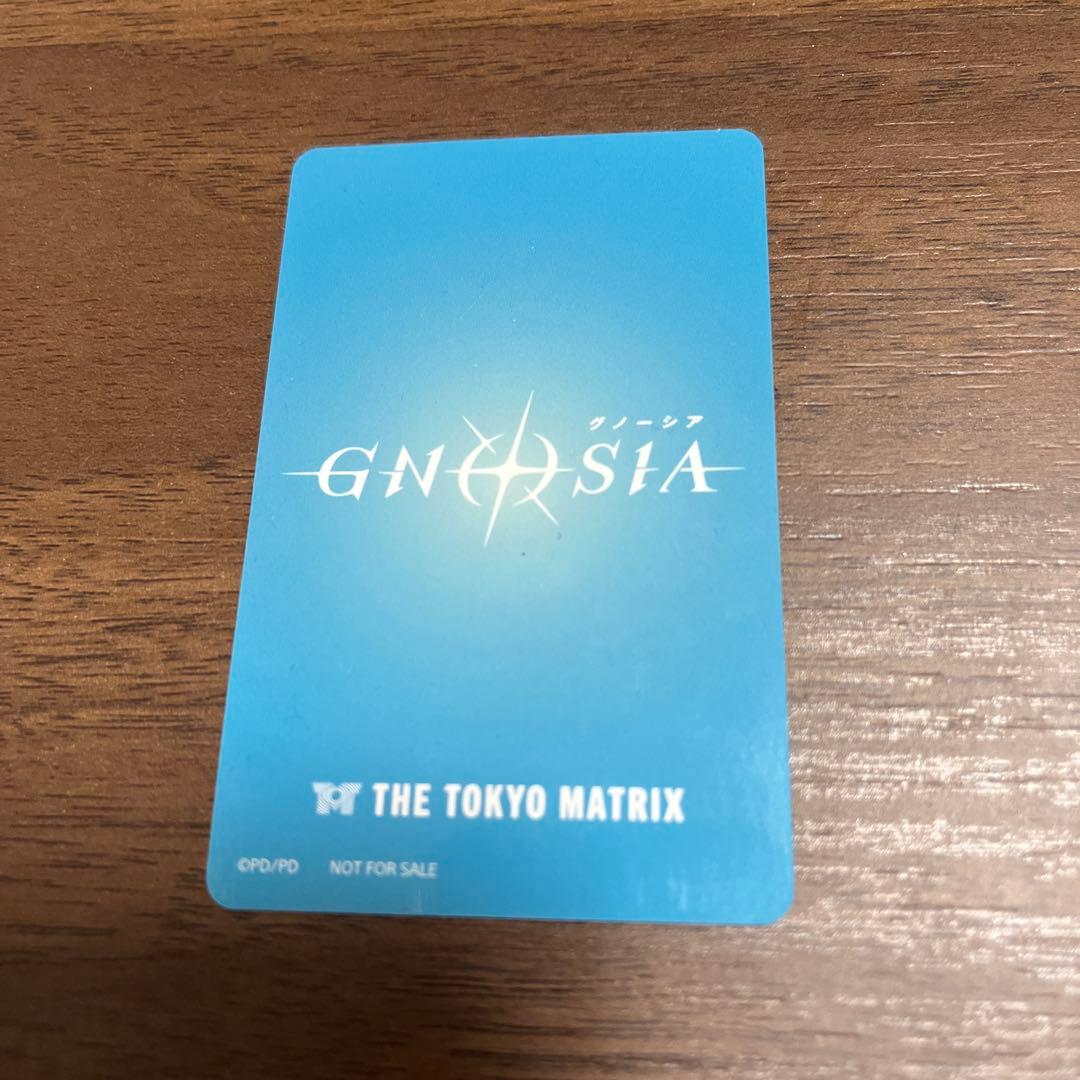 グノーシア
GNOSIA
THE TOKYO MATRIX
©PD/PD NOT FOR SALE